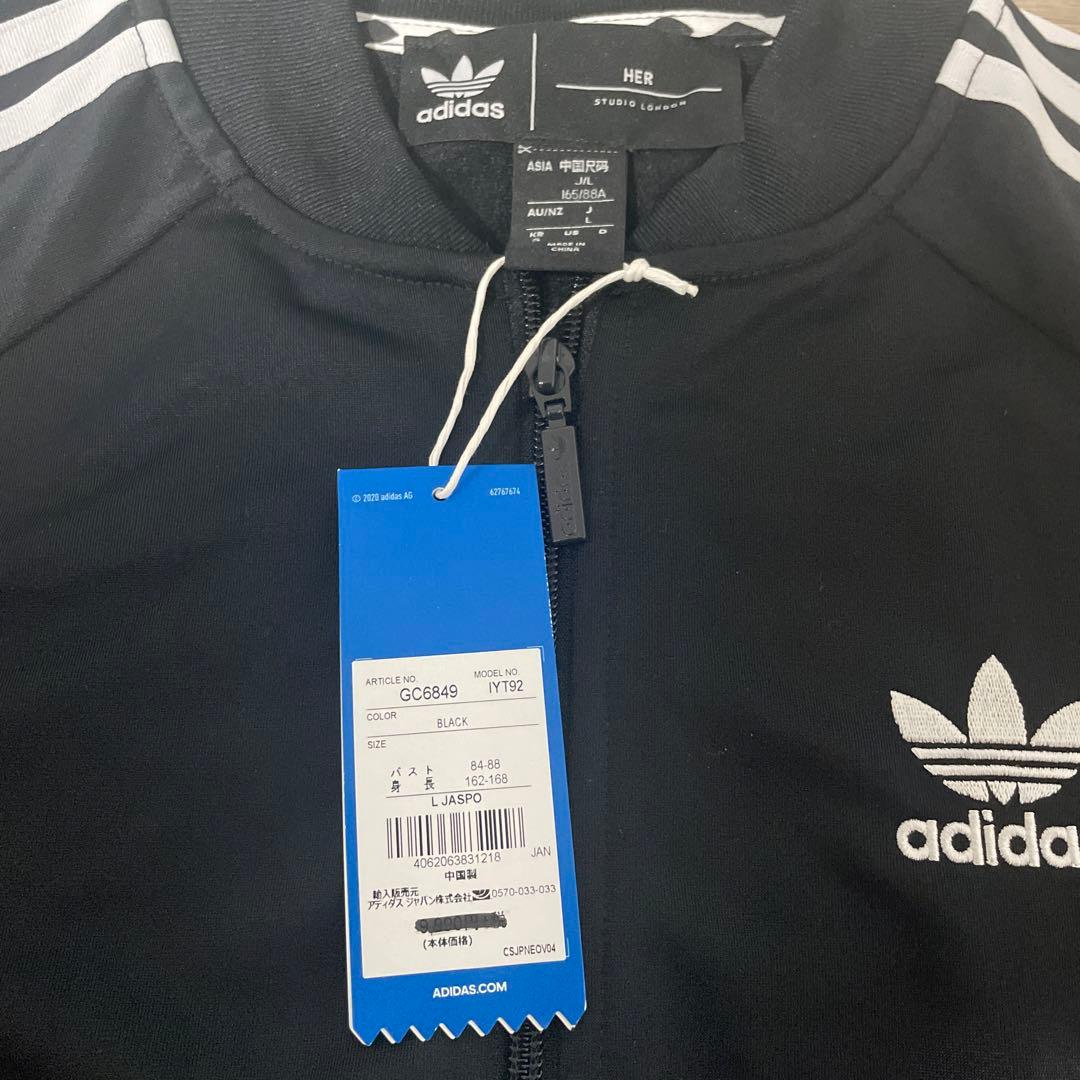 adidas
HER
STUDIO LONDON
ASIA 中国尺码
J/L
165/88A
AU/NZ J
L
KR US D
MADE IN
CHINA
adidas
© 2020 adidas AG 62767674
ARTICLE NO. MODEL NO.
GC6849 IYT92
COLOR
BLACK
SIZE
バスト 84-88
身長 162-168
L JASPO
4062063831218 JAN
中国製
輸入販売元
アディダス ジャパン株式会社 0570-033-033
(本体価格)
CSJPNEOV04
ADIDAS.COM
adidas